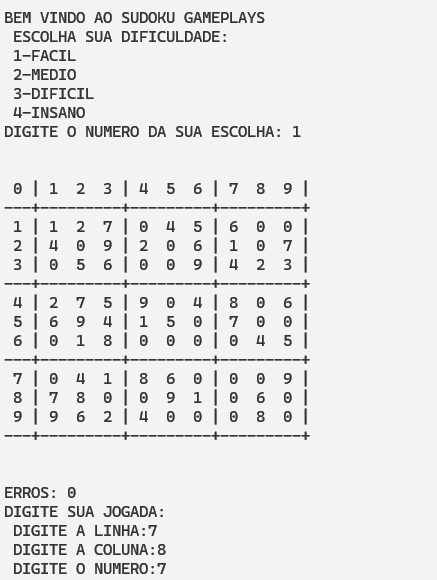 BEM VINDO AO SUDOKU GAMEPLAYS
 ESCOLHA SUA DIFICULDADE:
 1-FACIL
 2-MEDIO
 3-DIFICIL
 4-INSANO
DIGITE O NUMERO DA SUA ESCOLHA: 1
 0 | 1  2  3 | 4  5  6 | 7  8  9 |
---+---------+---------+---------+
 1 | 1  2  7 | 0  4  5 | 6  0  0 |
 2 | 4  0  9 | 2  0  6 | 1  0  7 |
 3 | 0  5  6 | 0  0  9 | 4  2  3 |
---+---------+---------+---------+
 4 | 2  7  5 | 9  0  4 | 8  0  6 |
 5 | 6  9  4 | 1  5  0 | 7  0  0 |
 6 | 0  1  8 | 0  0  0 | 0  4  5 |
---+---------+---------+---------+
 7 | 0  4  1 | 8  6  0 | 0  0  9 |
 8 | 7  8  0 | 0  9  1 | 0  6  0 |
 9 | 9  6  2 | 4  0  0 | 0  8  0 |
---+---------+---------+---------+
ERROS: 0
DIGITE SUA JOGADA:
 DIGITE A LINHA:7
 DIGITE A COLUNA:8
 DIGITE O NUMERO:7